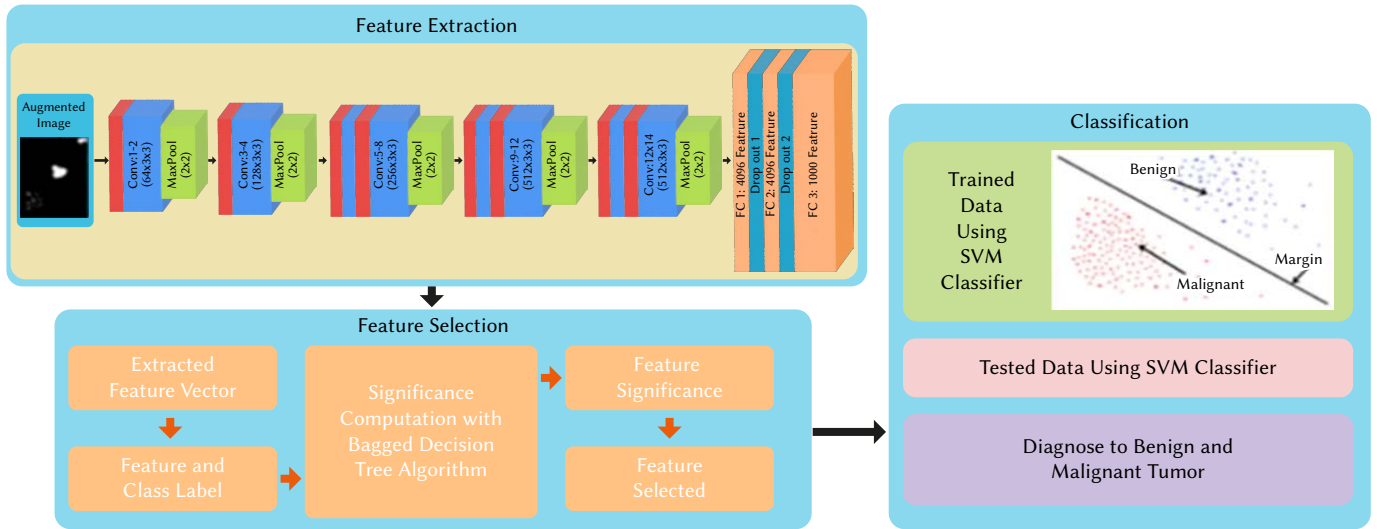 Feature Extraction
Augmented
Image
Conv:1-2
(64x3x3)
MaxPool
(2x2)
Conv:3-4
(128x3x3)
MaxPool
(2x2)
Conv:5-8
(256x3x3)
MaxPool
(2x2)
Conv:9-12
(512x3x3)
MaxPool
(2x2)
Conv:12x14
(512x3x3)
MaxPool
(2x2)
FC 1: 4096 Featrure
Drop out 1
FC 2: 4096 Featrure
Drop out 2
FC 3: 1000 Featrure
Feature Selection
Extracted
Feature Vector
Feature and
Class Label
Significance
Computation with
Bagged Decision
Tree Algorithm
Feature
Significance
Feature
Selected
Classification
Trained
Data
Using
SVM
Classifier
Benign
Malignant
Margin
Tested Data Using SVM Classifier
Diagnose to Benign and
Malignant Tumor